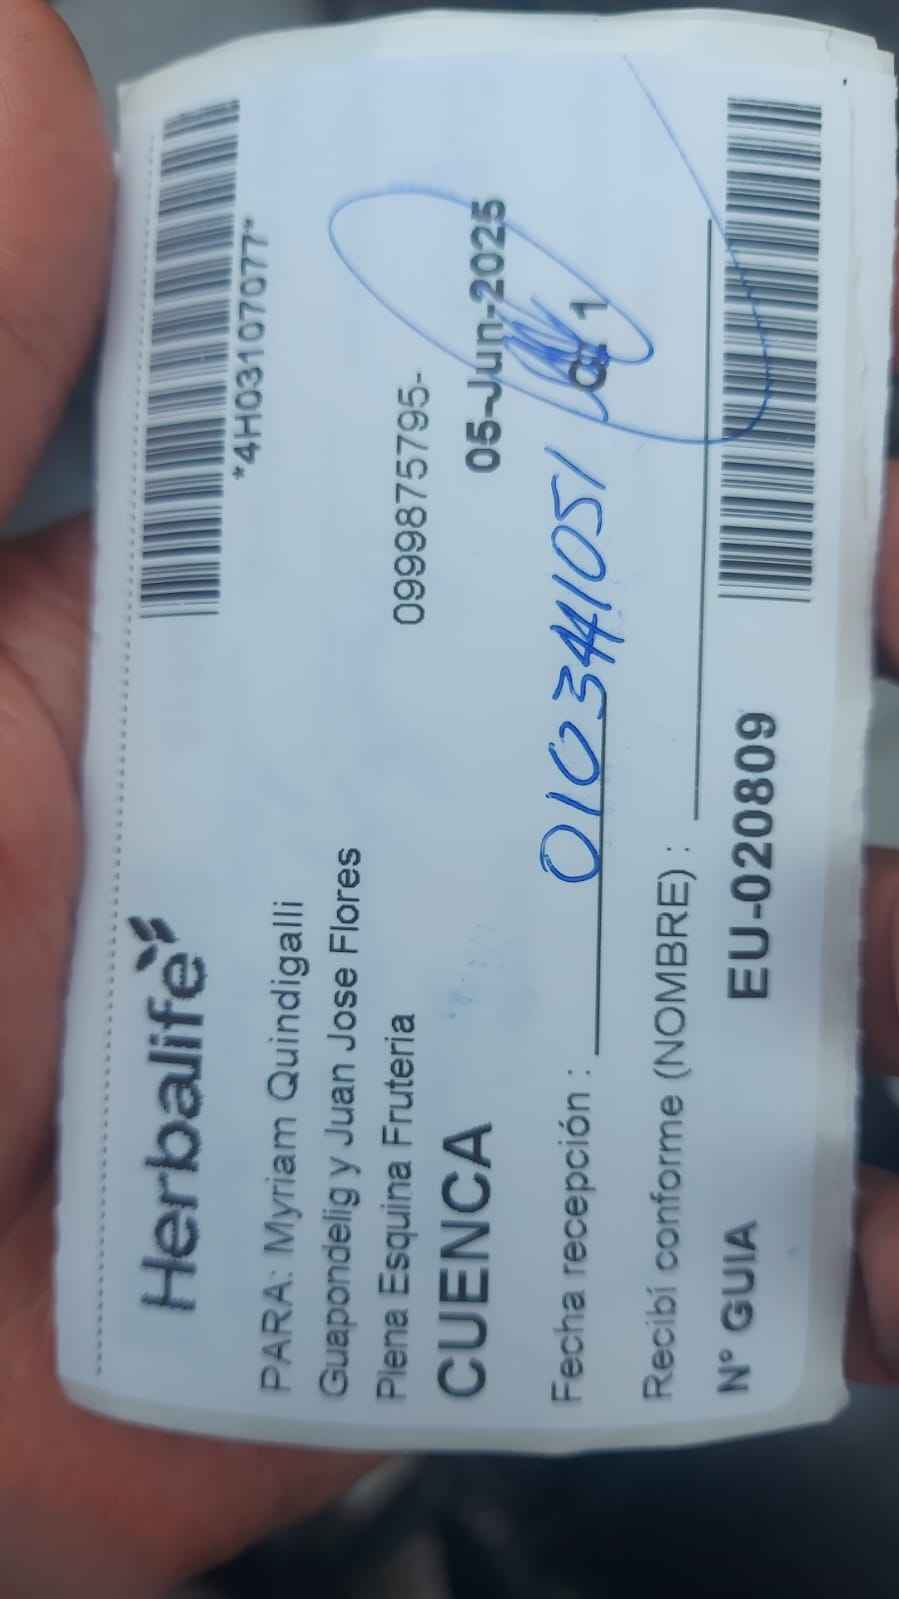 Herbalife
*4H03107077*
PARA: Myriam Quindigalli
Guapondelig y Juan Jose Flores
Plena Esquina Fruteria
0999875795-
CUENCA
05-Jun-2025
Fecha recepción :
0103441051
1
Recibí conforme (NOMBRE) :
N° GUIA
EU-020809